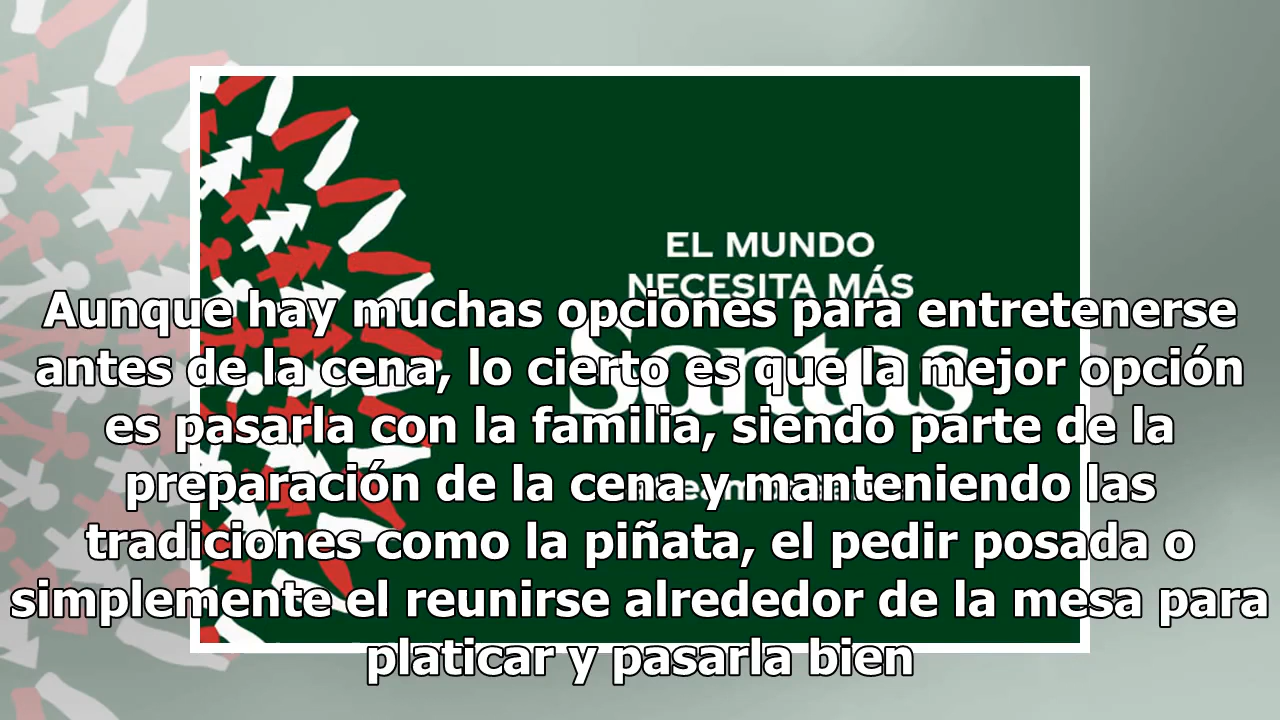 EL MUNDO
NECESITA MÁS
Santas
Aunque hay muchas opciones para entretenerse
antes de la cena, lo cierto es que la mejor opción
es pasarla con la familia, siendo parte de la
preparación de la cena y manteniendo las
tradiciones como la piñata, el pedir posada o
simplemente el reunirse alrededor de la mesa para
platicar y pasarla bien